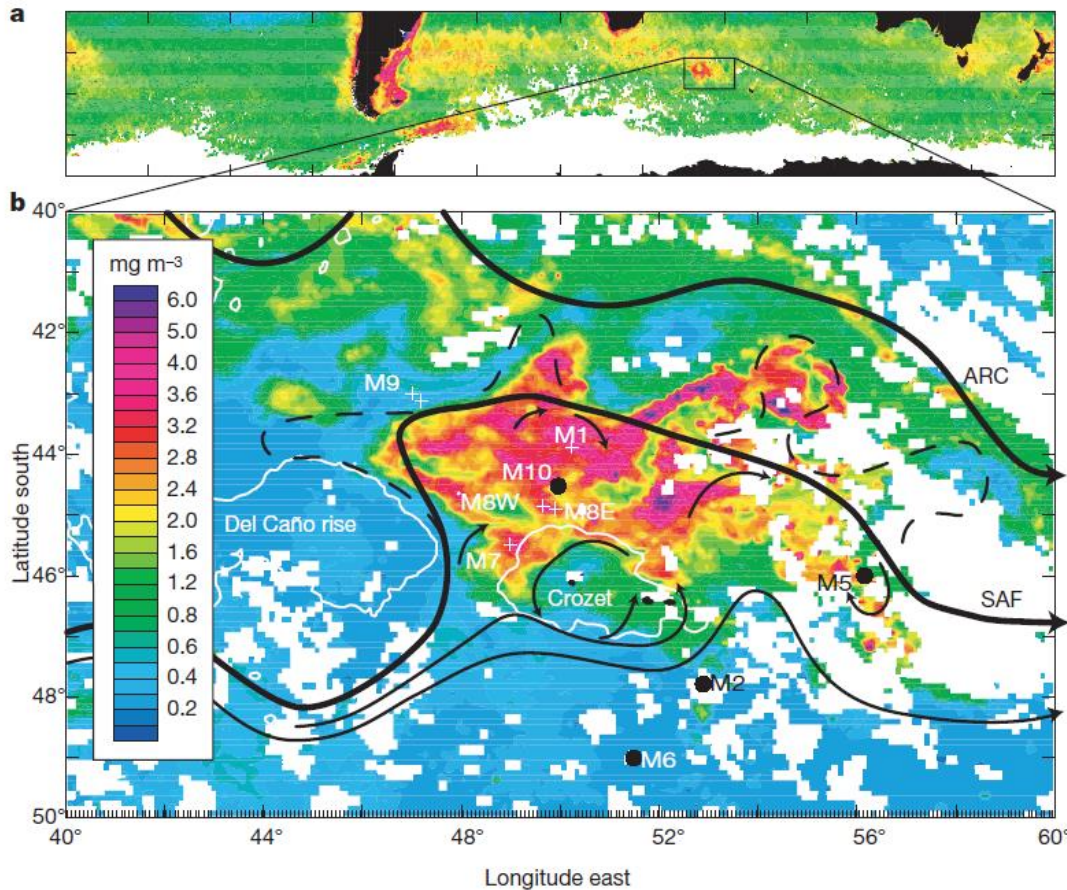 a
b
40°
mg m⁻³
6.0
5.0
4.0
3.6
3.2
2.8
2.4
2.0
1.6
1.2
0.8
0.6
0.4
0.2
42°
44°
46°
48°
50°
Latitude south
M9
ARC
M1
M10
M8W
M8E
Del Caño rise
M7
Crozet
M5
SAF
M2
M6
40°
44°
48°
52°
56°
60°
Longitude east